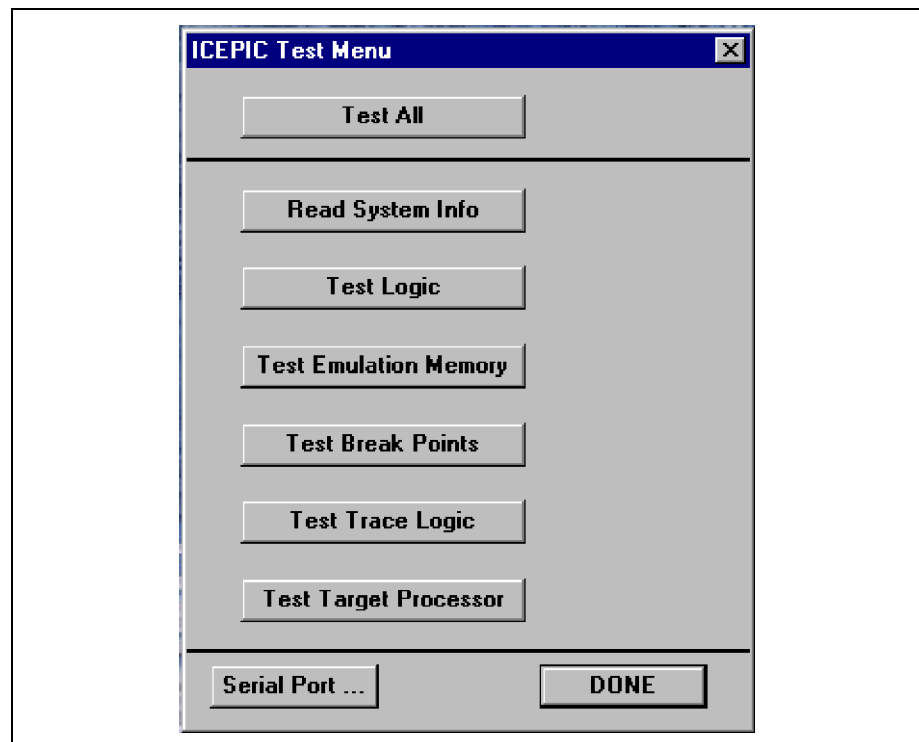 ICEPIC Test Menu
Test All
Read System Info
Test Logic
Test Emulation Memory
Test Break Points
Test Trace Logic
Test Target Processor
Serial Port ...
DONE